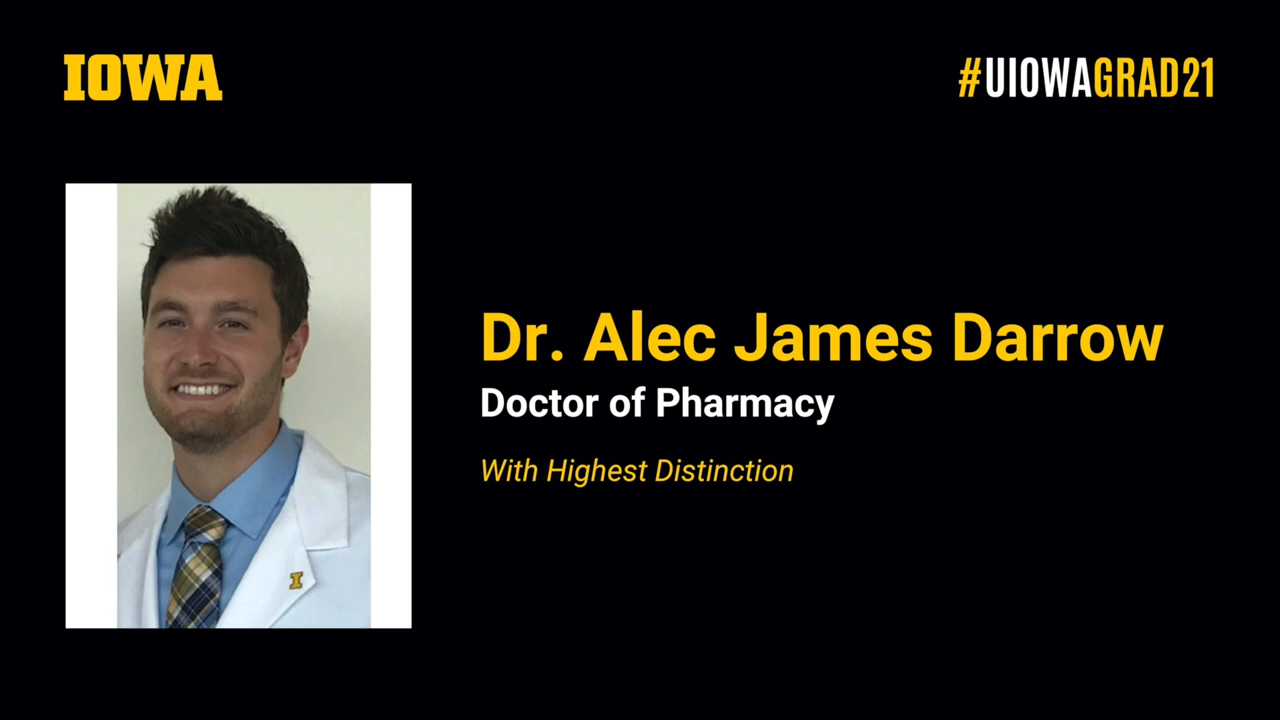 IOWA
#UIOWAGRAD21
Dr. Alec James Darrow
Doctor of Pharmacy
With Highest Distinction
I